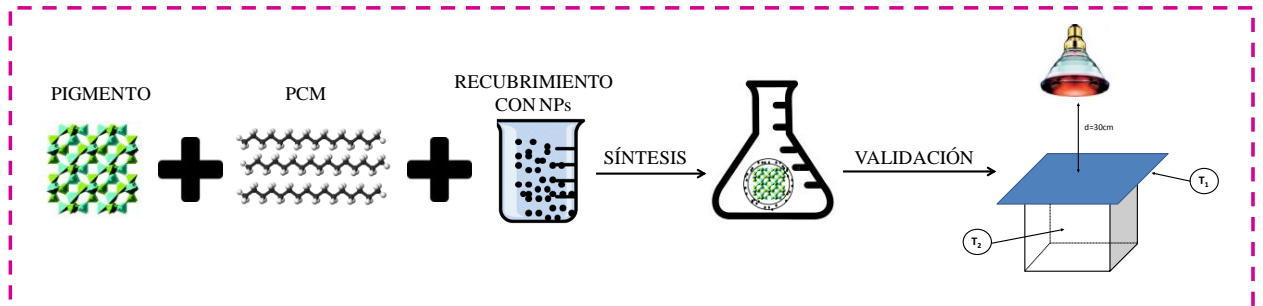 PIGMENTO
PCM
RECUBRIMIENTO
CON NPs
SÍNTESIS
VALIDACIÓN
d=30cm
T1
T2